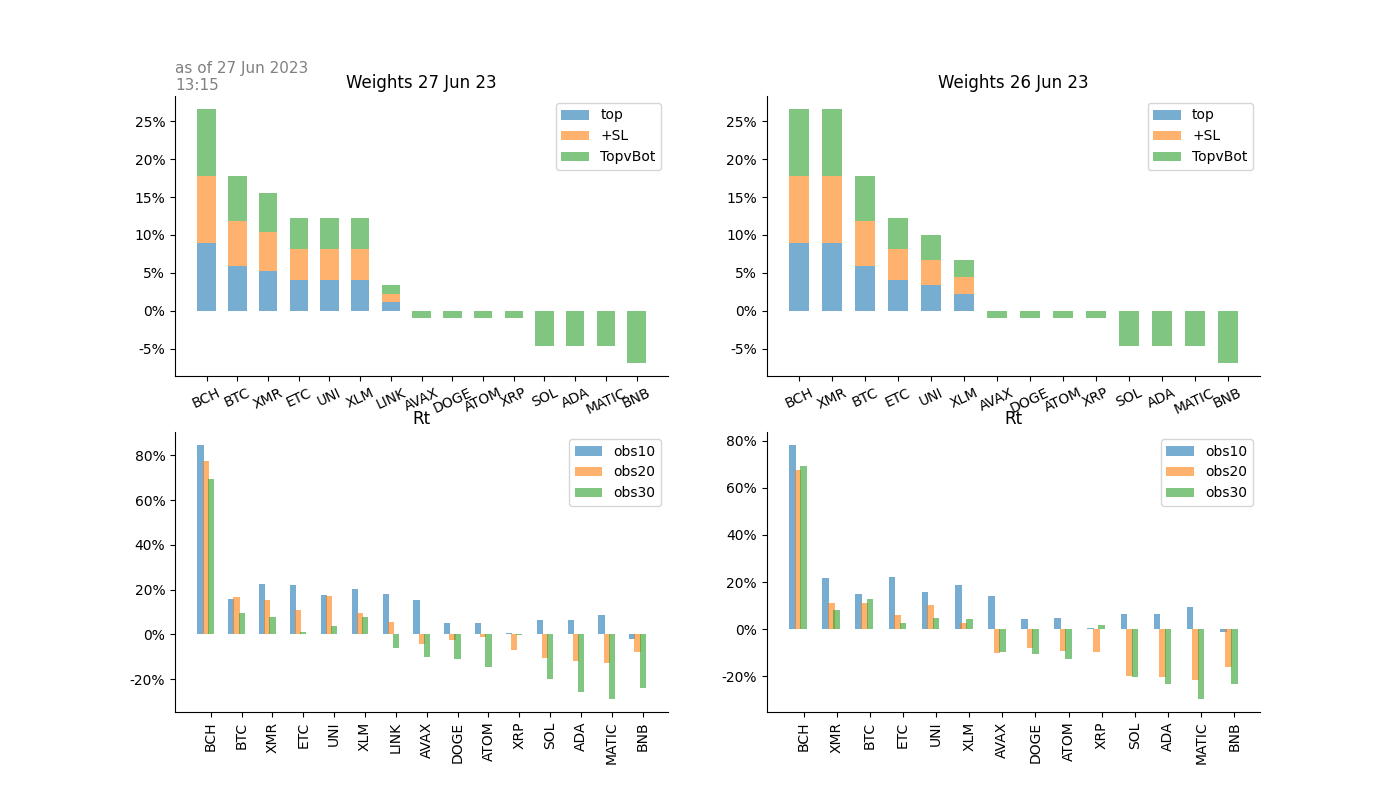 as of 27 Jun 2023
13:15
Weights 27 Jun 23
25%
20%
15%
10%
5%
0%
-5%
top
+SL
TopvBot
BCH BTC XMR ETC UNI XLM LINK AVAX DOGE ATOM XRP SOL ADA MATIC BNB
Weights 26 Jun 23
25%
20%
15%
10%
5%
0%
-5%
top
+SL
TopvBot
BCH XMR BTC ETC UNI XLM AVAX DOGE ATOM XRP SOL ADA MATIC BNB
Rt
80%
60%
40%
20%
0%
-20%
obs10
obs20
obs30
BCH BTC XMR ETC UNI XLM LINK AVAX DOGE ATOM XRP SOL ADA MATIC BNB
Rt
80%
60%
40%
20%
0%
-20%
obs10
obs20
obs30
BCH XMR BTC ETC UNI XLM AVAX DOGE ATOM XRP SOL ADA MATIC BNB